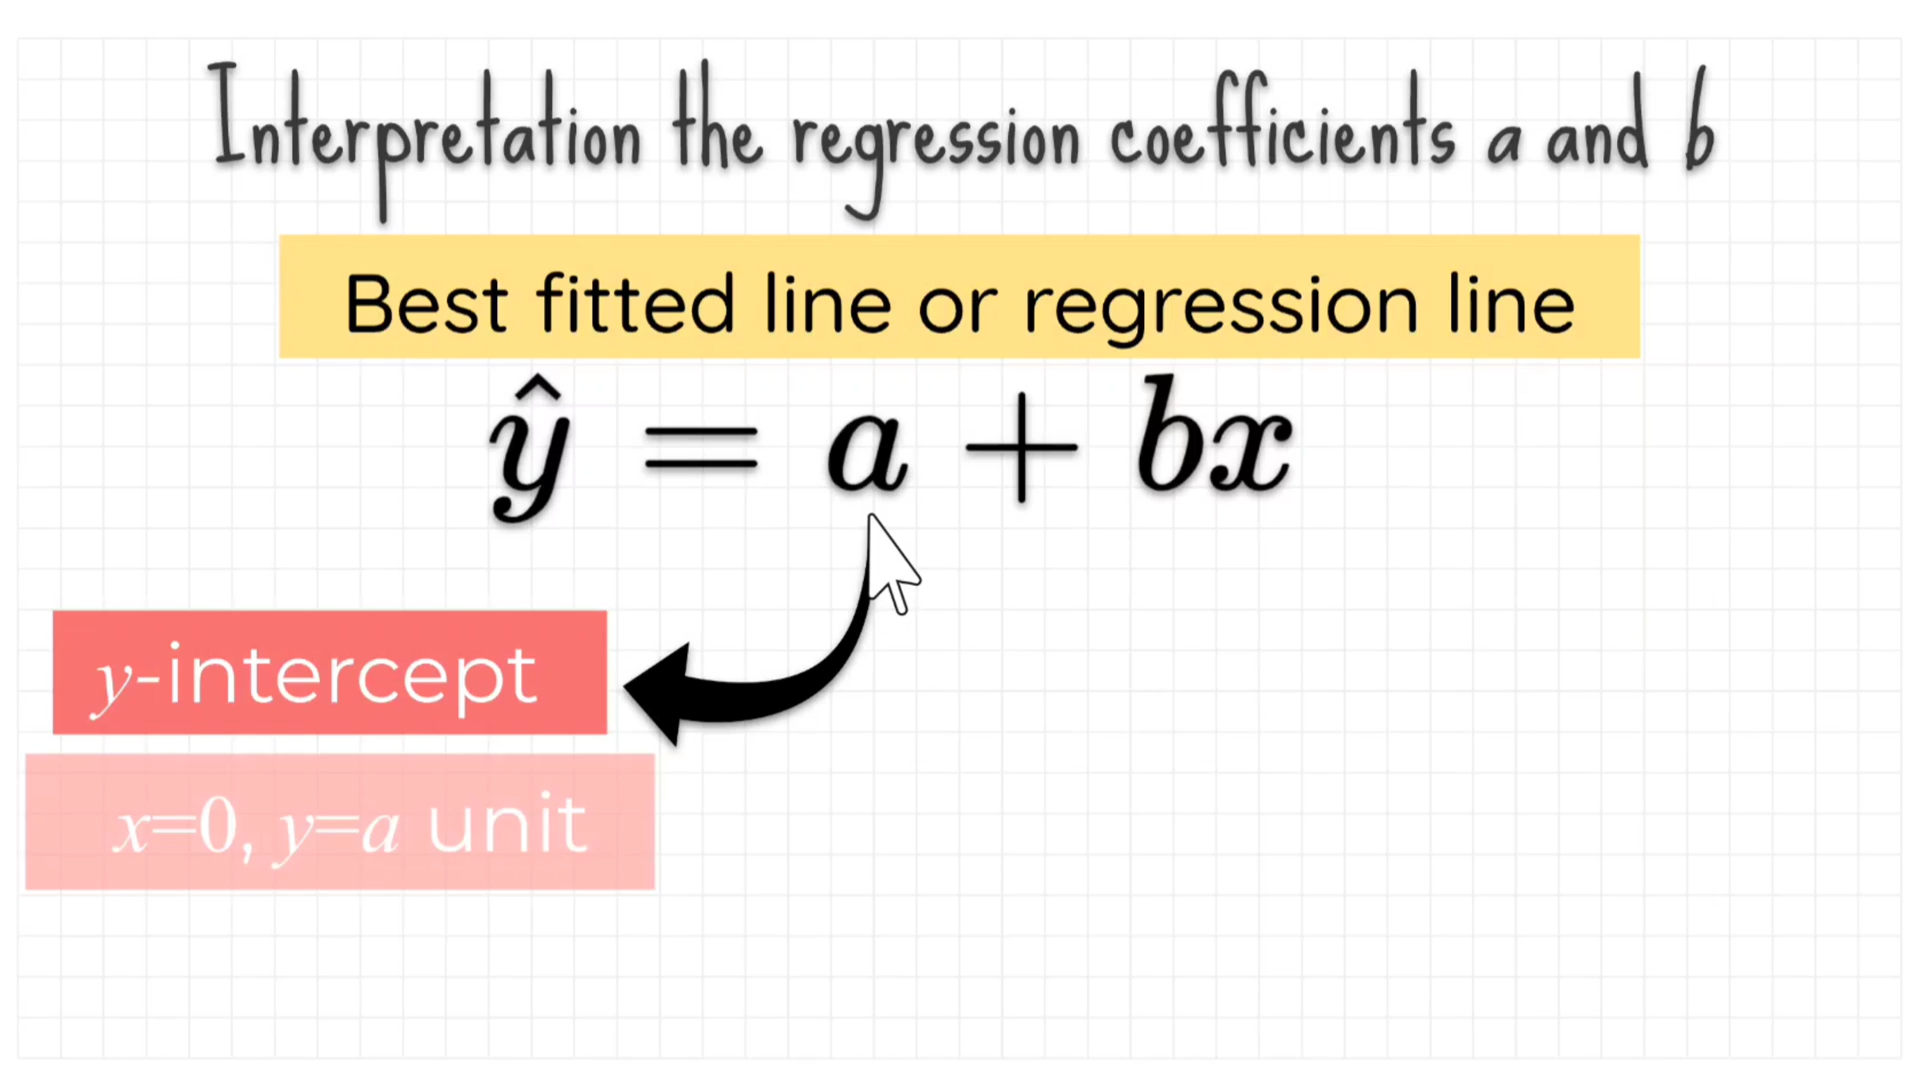 Interpretation the regression coefficients a and b
Best fitted line or regression line
ŷ = a + bx
y-intercept
x=0, y=a unit